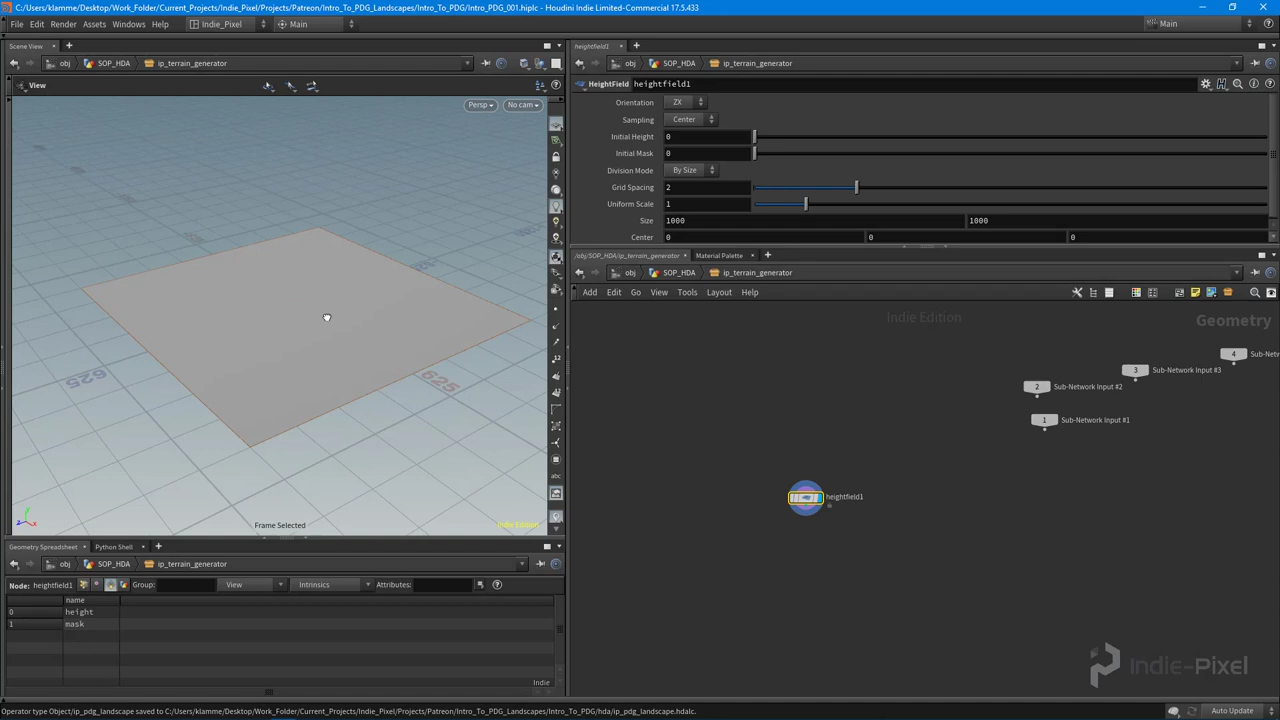 C:/Users/klamme/Desktop/Work_Folder/Current_Projects/Indie_Pixel/Projects/Patreon/Intro_To_PDG_Landscapes/Intro_To_PDG/Intro_PDG_001.hiplc - Houdini Indie Limited-Commercial 17.5.433
File Edit Render Assets Windows Help Indie_Pixel Main Main
Scene View
obj SOP_HDA ip_terrain_generator
View
Persp No cam
625
625
Frame Selected
Indie Edition
Geometry Spreadsheet Python Shell
obj SOP_HDA ip_terrain_generator
Node: heightfield1 Group: View Intrinsics Attributes:
name
0 height
1 mask
Indie
heightfield1
obj SOP_HDA ip_terrain_generator
HeightField heightfield1
Orientation ZX
Sampling Center
Initial Height 0
Initial Mask 0
Division Mode By Size
Grid Spacing 2
Uniform Scale 1
Size 1000 1000
Center 0 0 0
/obj/SOP_HDA/ip_terrain_generator Material Palette
obj SOP_HDA ip_terrain_generator
Add Edit Go View Tools Layout Help
Indie Edition
Geometry
4 Sub-Netw
3 Sub-Network Input #3
2 Sub-Network Input #2
1 Sub-Network Input #1
heightfield1
Indie-Pixel
Operator type Object/ip_pdg_landscape saved to C:/Users/klamme/Desktop/Work_Folder/Current_Projects/Indie_Pixel/Projects/Patreon/Intro_To_PDG_Landscapes/Intro_To_PDG/hda/ip_pdg_landscape.hdalc.
Auto Update